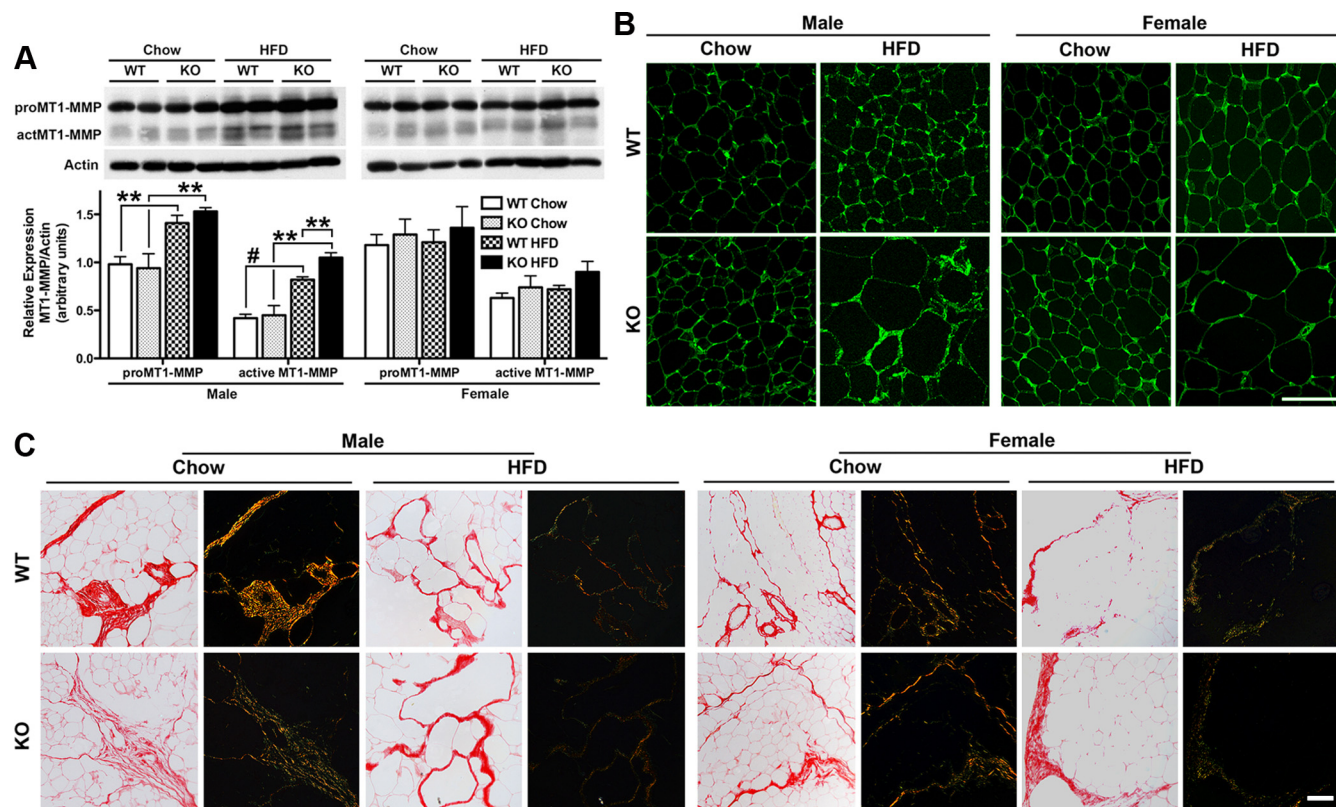 A
Chow HFD Chow HFD
WT KO WT KO WT KO WT KO
proMT1-MMP
actMT1-MMP
Actin
Relative Expression
MT1-MMP/Actin
(arbitrary units)
1.5
1.0
0.5
0.0
** ** # ** **
WT Chow
KO Chow
WT HFD
KO HFD
proMT1-MMP active MT1-MMP proMT1-MMP active MT1-MMP
Male Female
B
Male Female
Chow HFD Chow HFD
WT
KO
C
Male Female
Chow HFD Chow HFD
WT
KO